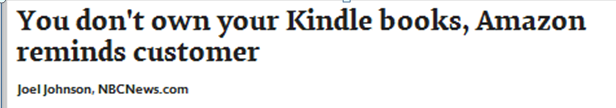 You don't own your Kindle books, Amazon
reminds customer
Joel Johnson, NBCNews.com